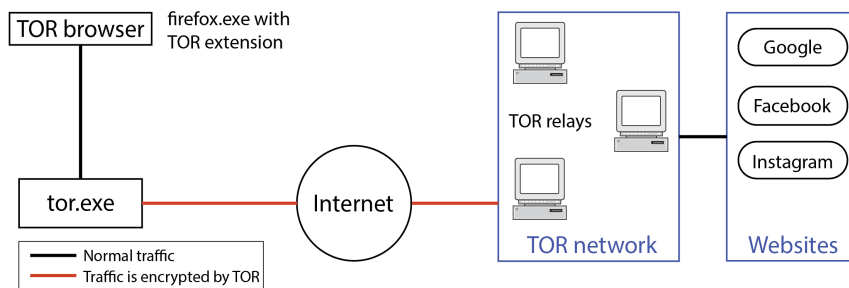 TOR browser
firefox.exe with
TOR extension
tor.exe
Internet
TOR relays
TOR network
Google
Facebook
Instagram
Websites
Normal traffic
Traffic is encrypted by TOR